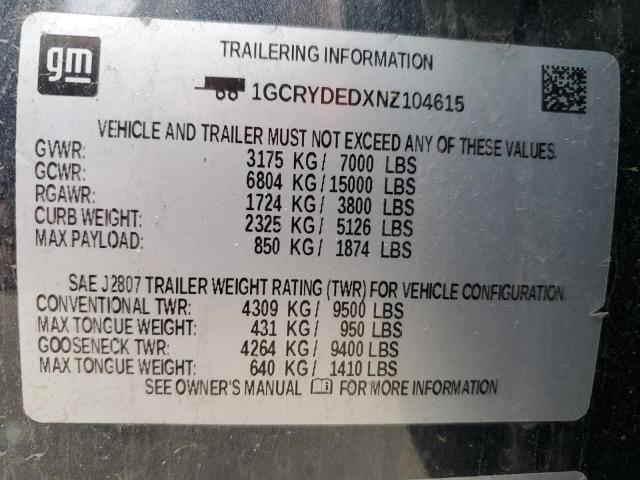 gm
TRAILERING INFORMATION
1GCRYDEDXNZ104615
VEHICLE AND TRAILER MUST NOT EXCEED ANY OF THESE VALUES.
GVWR: 3175 KG/ 7000 LBS
GCWR: 6804 KG/15000 LBS
RGAWR: 1724 KG/ 3800 LBS
CURB WEIGHT: 2325 KG/ 5126 LBS
MAX PAYLOAD: 850 KG/ 1874 LBS
SAE J2807 TRAILER WEIGHT RATING (TWR) FOR VEHICLE CONFIGURATION.
CONVENTIONAL TWR: 4309 KG/ 9500 LBS
MAX TONGUE WEIGHT: 431 KG/ 950 LBS
GOOSENECK TWR: 4264 KG/ 9400 LBS
MAX TONGUE WEIGHT: 640 KG/ 1410 LBS
SEE OWNER'S MANUAL FOR MORE INFORMATION